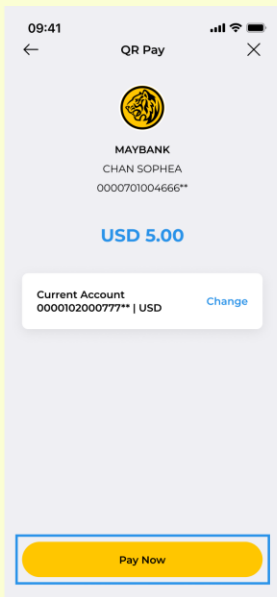 09:41
QR Pay
MAYBANK
CHAN SOPHEA
0000701004666**
USD 5.00
Current Account
0000102000777** | USD
Change
Pay Now